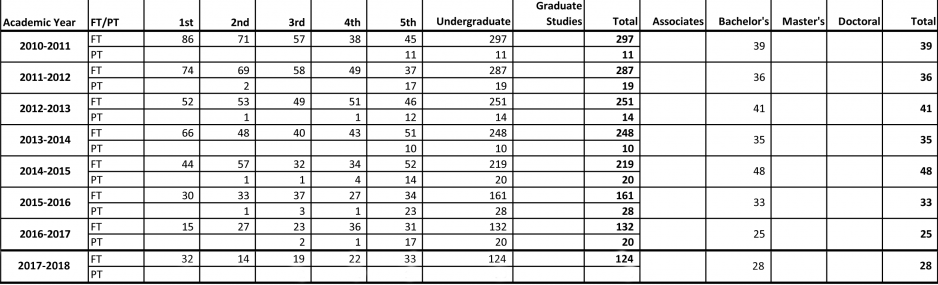 Graduate
Academic Year FT/PT 1st 2nd 3rd 4th 5th Undergraduate Studies Total Associates Bachelor's Master's Doctoral Total
2010-2011 FT 86 71 57 38 45 297 297 39 39
PT 11 11 11
2011-2012 FT 74 69 58 49 37 287 287 36 36
PT 2 17 19 19
2012-2013 FT 52 53 49 51 46 251 251 41 41
PT 1 1 12 14 14
2013-2014 FT 66 48 40 43 51 248 248 35 35
PT 10 10 10
2014-2015 FT 44 57 32 34 52 219 219 48 48
PT 1 1 4 14 20 20
2015-2016 FT 30 33 37 27 34 161 161 33 33
PT 1 3 1 23 28 28
2016-2017 FT 15 27 23 36 31 132 132 25 25
PT 2 1 17 20 20
2017-2018 FT 32 14 19 22 33 124 124 28 28
PT